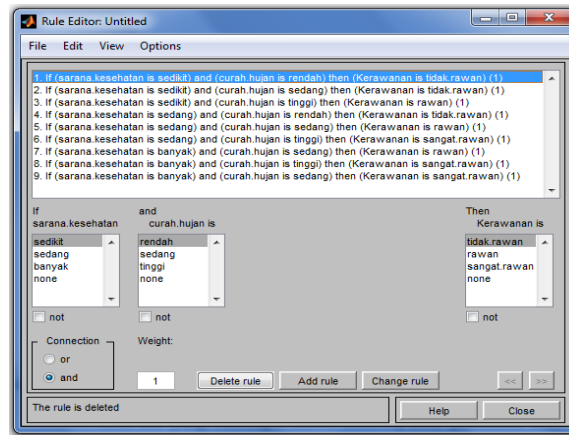 Rule Editor: Untitled
File Edit View Options
1. If (sarana.kesehatan is sedikit) and (curah.hujan is rendah) then (Kerawanan is tidak.rawan) (1)
2. If (sarana.kesehatan is sedikit) and (curah.hujan is sedang) then (Kerawanan is tidak.rawan) (1)
3. If (sarana.kesehatan is sedikit) and (curah.hujan is tinggi) then (Kerawanan is rawan) (1)
4. If (sarana.kesehatan is sedang) and (curah.hujan is rendah) then (Kerawanan is tidak.rawan) (1)
5. If (sarana.kesehatan is sedang) and (curah.hujan is sedang) then (Kerawanan is rawan) (1)
6. If (sarana.kesehatan is sedang) and (curah.hujan is tinggi) then (Kerawanan is sangat.rawan) (1)
7. If (sarana.kesehatan is banyak) and (curah.hujan is sedang) then (Kerawanan is rawan) (1)
8. If (sarana.kesehatan is banyak) and (curah.hujan is tinggi) then (Kerawanan is sangat.rawan) (1)
9. If (sarana.kesehatan is banyak) and (curah.hujan is sedang) then (Kerawanan is sangat.rawan) (1)
If and Then
sarana.kesehatan curah.hujan is Kerawanan is
sedikit rendah tidak.rawan
sedang sedang rawan
banyak tinggi sangat.rawan
none none none
not not not
Connection Weight:
or
and 1 Delete rule Add rule Change rule << >>
The rule is deleted Help Close